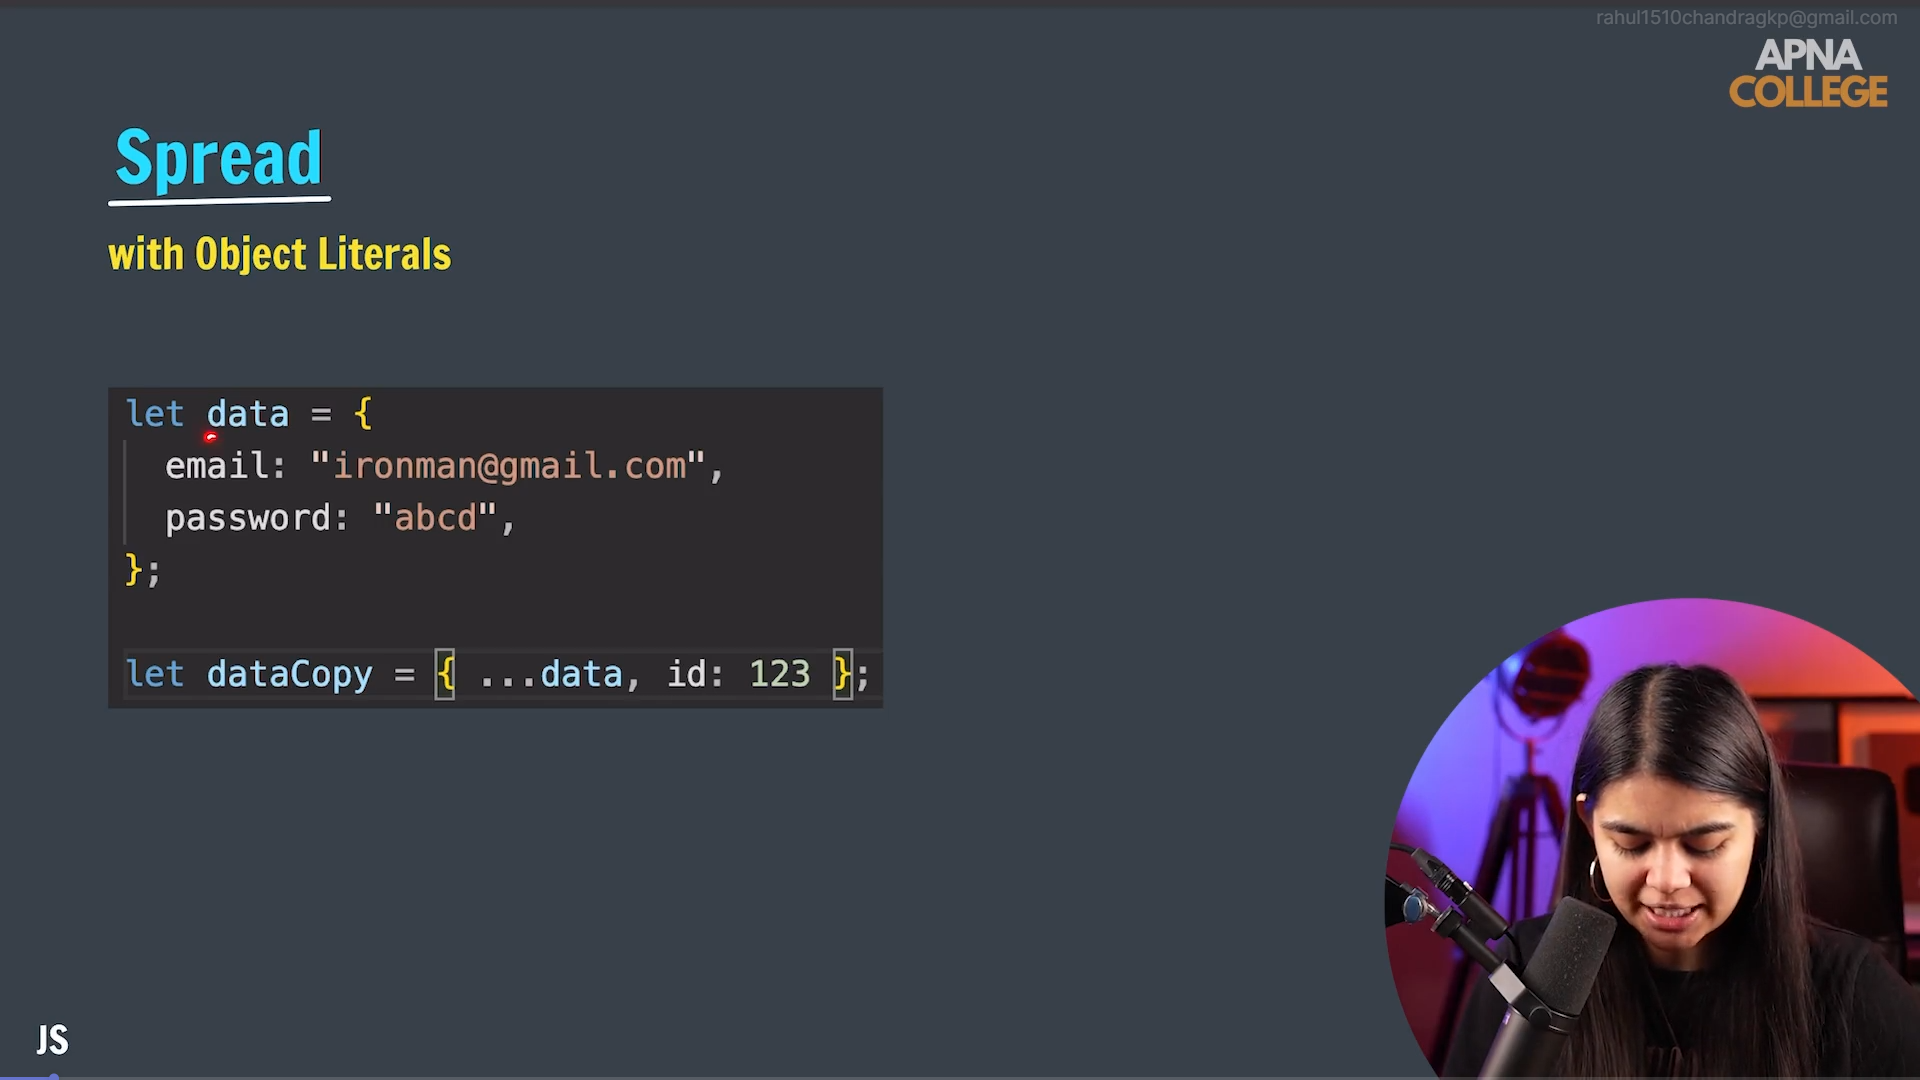 rahul1510chandragkp@gmail.com
APNA
COLLEGE
Spread
with Object Literals
let data = {
  email: "ironman@gmail.com",
  password: "abcd",
};
let dataCopy = { ...data, id: 123 };
JS